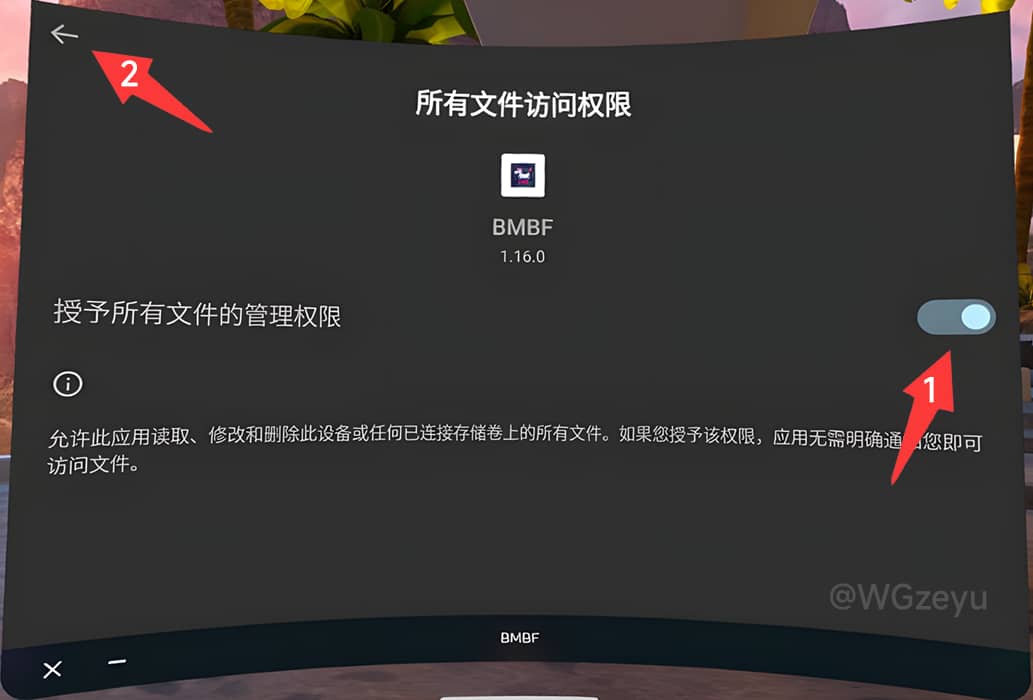 2
所有文件访问权限
BMBF
1.16.0
授予所有文件的管理权限
1
允许此应用读取、修改和删除此设备或任何已连接存储卷上的所有文件。如果您授予该权限，应用无需明确通您即可
访问文件。
@WGzeyu
BMBF